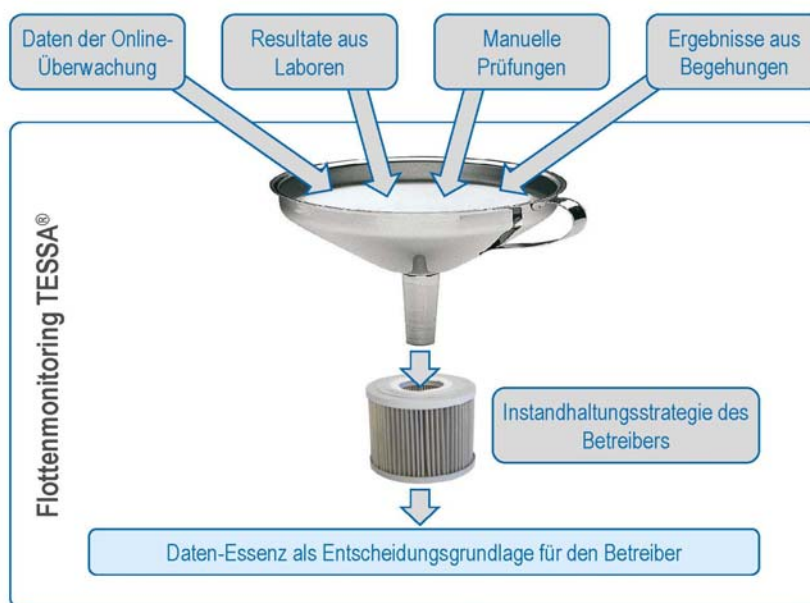 Daten der Online-
Überwachung
Resultate aus
Laboren
Manuelle
Prüfungen
Ergebnisse aus
Begehungen
Flottenmonitoring TESSA®
Instandhaltungsstrategie des
Betreibers
Daten-Essenz als Entscheidungsgrundlage für den Betreiber